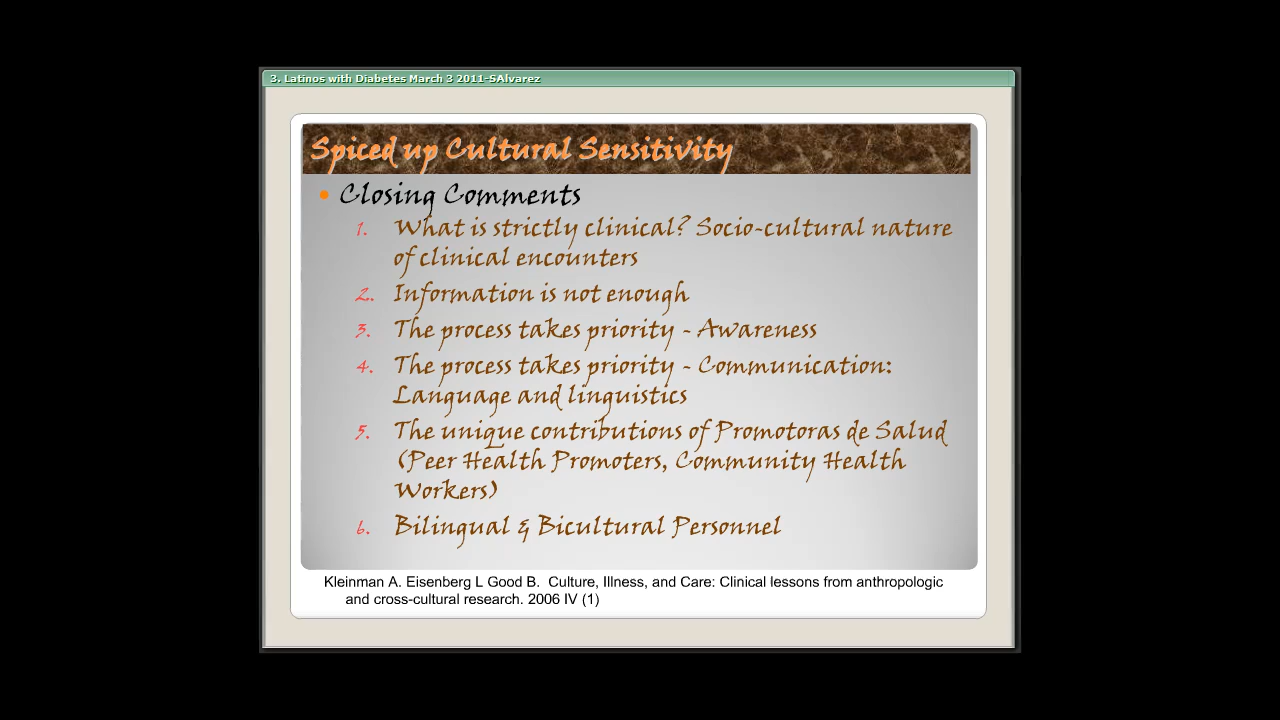 3. Latinos with Diabetes March 3 2011-SAlvarez
Spiced up Cultural Sensitivity
• Closing Comments
1. What is strictly clinical? Socio-cultural nature
of clinical encounters
2. Information is not enough
3. The process takes priority - Awareness
4. The process takes priority - Communication:
Language and linguistics
5. The unique contributions of Promotoras de Salud
(Peer Health Promoters, Community Health
Workers)
6. Bilingual & Bicultural Personnel
Kleinman A. Eisenberg L Good B. Culture, Illness, and Care: Clinical lessons from anthropologic
and cross-cultural research. 2006 IV (1)